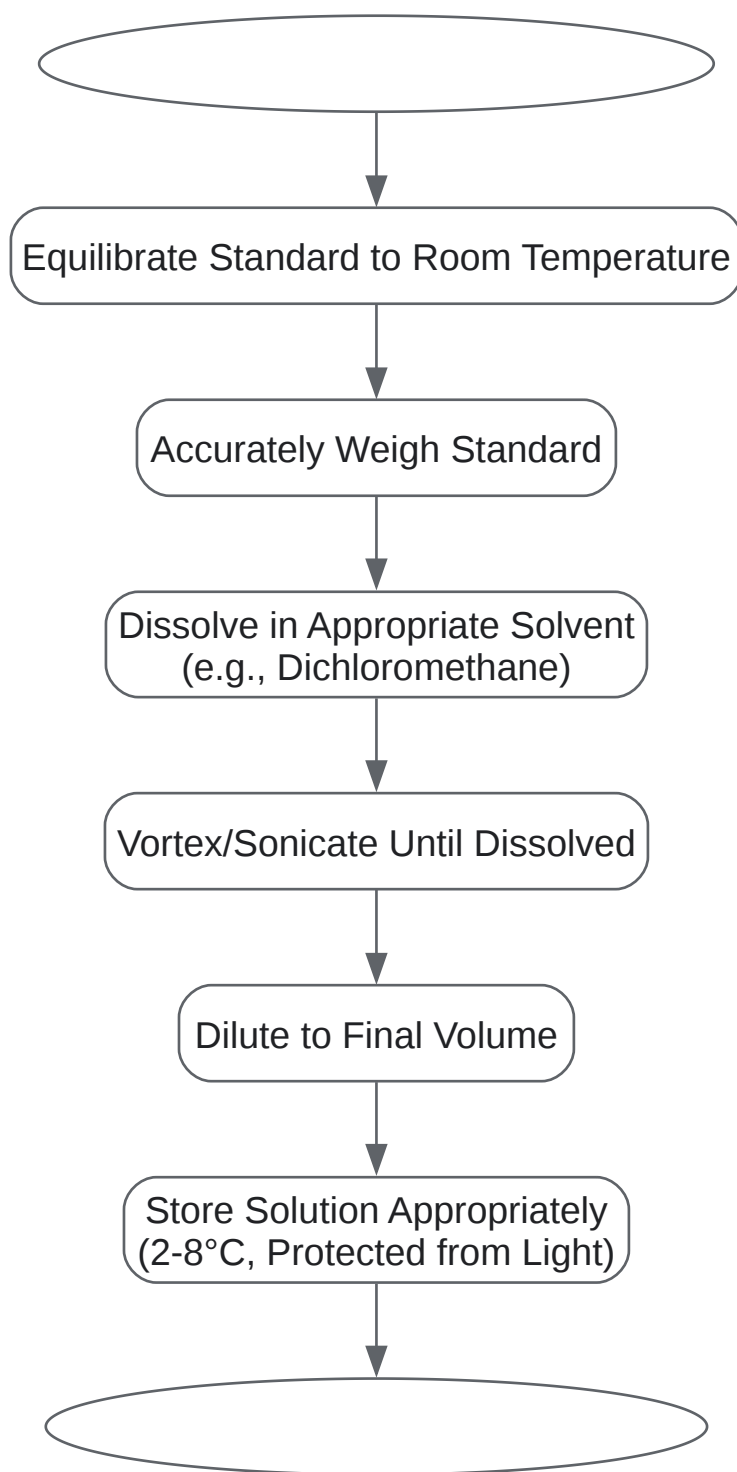 Equilibrate Standard to Room Temperature
Accurately Weigh Standard
Dissolve in Appropriate Solvent
(e.g., Dichloromethane)
Vortex/Sonicate Until Dissolved
Dilute to Final Volume
Store Solution Appropriately
(2-8°C, Protected from Light)